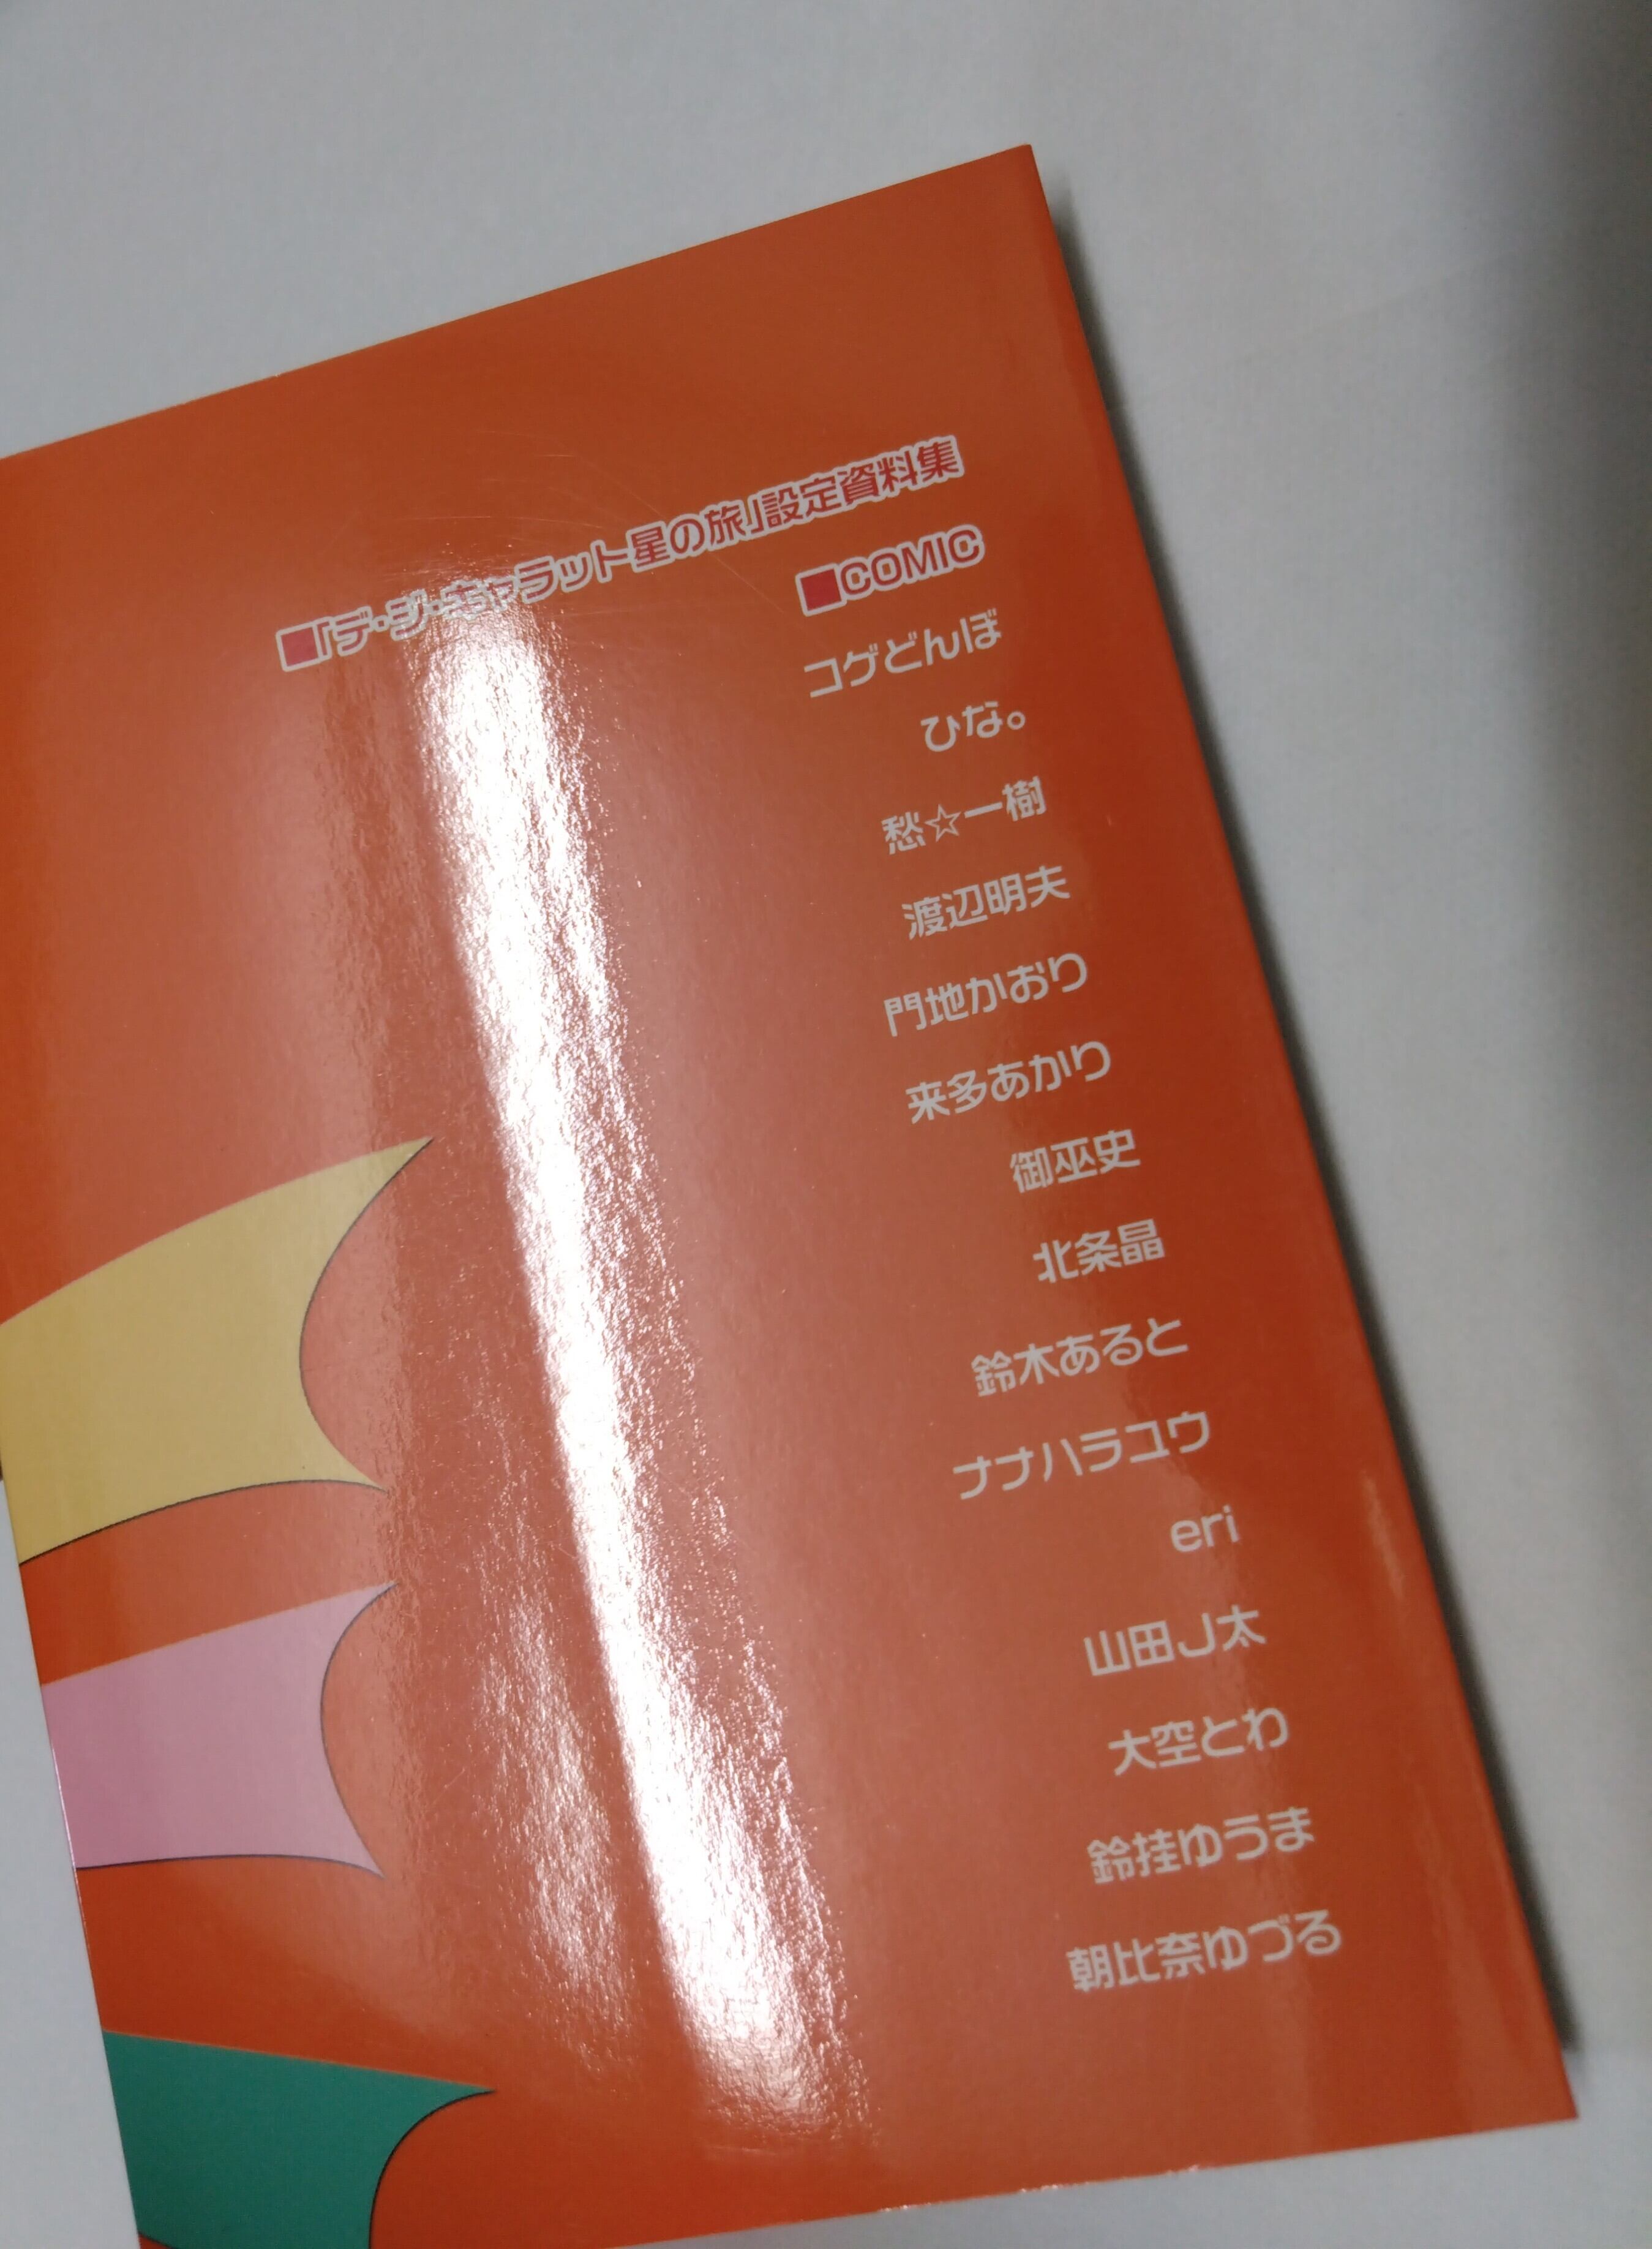 ■「デ・ジ・キャラット星の旅」設定資料集
■COMIC
コゲどんぼ
ひな。
愁☆一樹
渡辺明夫
門地かおり
来多あかり
御巫史
北条晶
鈴木あると
ナナハラユウ
eri
山田J太
大空とわ
鈴挂ゆうま
朝比奈ゆづる